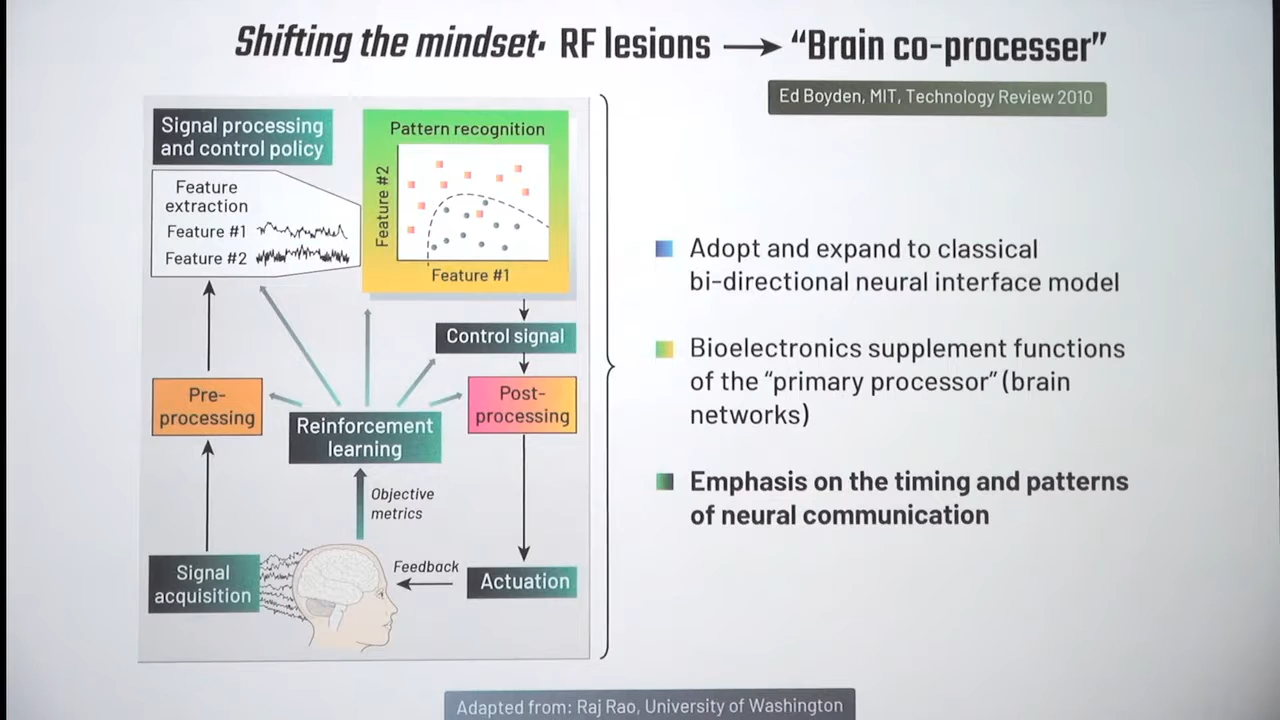 Shifting the mindset: RF lesions → “Brain co-processer”
Ed Boyden, MIT, Technology Review 2010
Signal processing
and control policy
Feature
extraction
Feature #1
Feature #2
Pattern recognition
Feature #2
Feature #1
Control signal
Pre-
processing
Post-
processing
Reinforcement
learning
Objective
metrics
Signal
acquisition
Feedback
Actuation
Adopt and expand to classical
bi-directional neural interface model
Bioelectronics supplement functions
of the “primary processor” (brain
networks)
Emphasis on the timing and patterns
of neural communication
Adapted from: Raj Rao, University of Washington